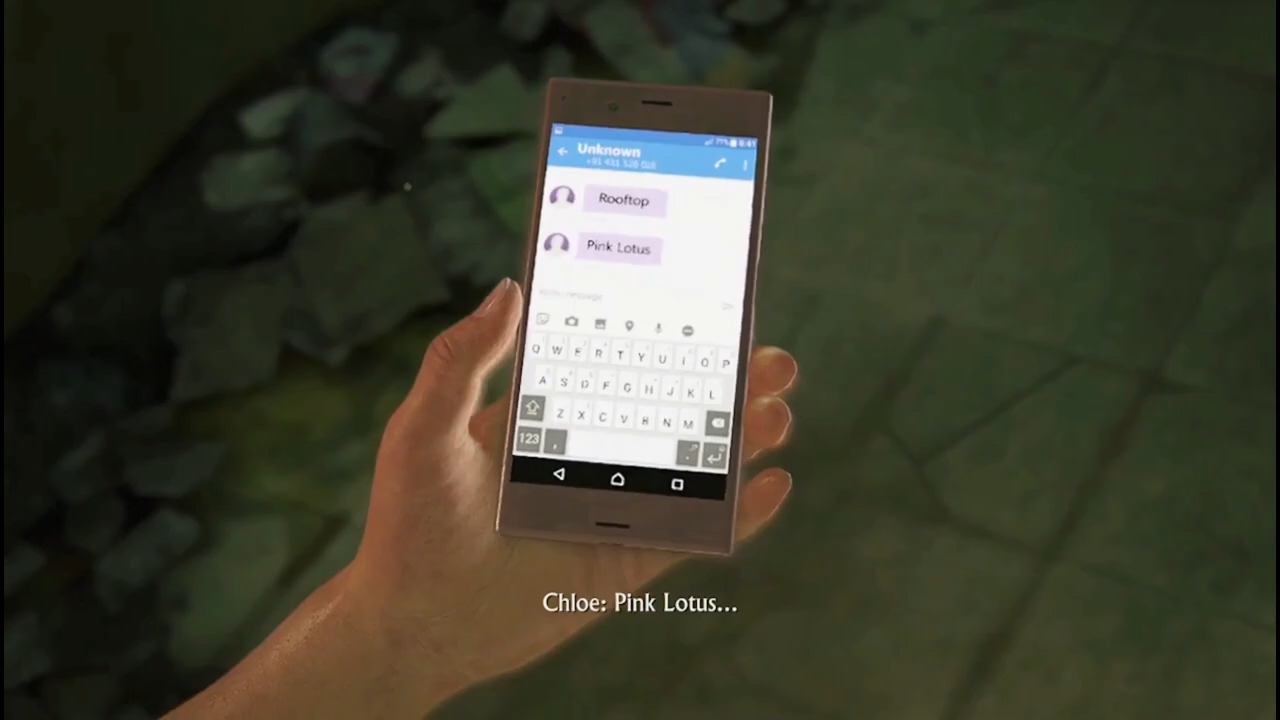 Unknown
Rooftop
Pink Lotus
Q W E R T Y U I O P
A S D F G H J K L
Z X C V B N M
123 , .
Chloe: Pink Lotus...